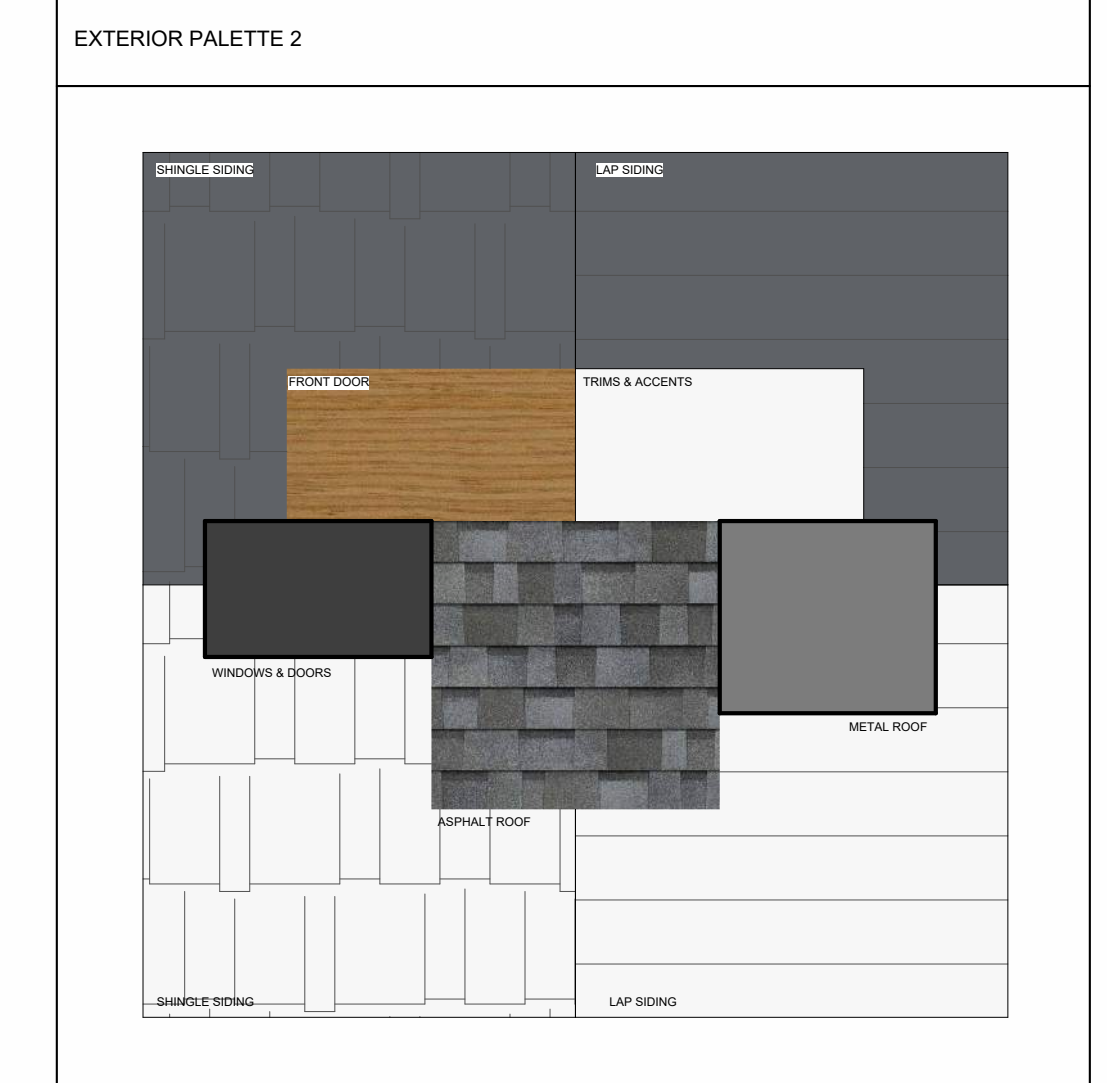 EXTERIOR PALETTE 2
SHINGLE SIDING
LAP SIDING
FRONT DOOR
TRIMS & ACCENTS
WINDOWS & DOORS
METAL ROOF
ASPHALT ROOF
SHINGLE SIDING
LAP SIDING